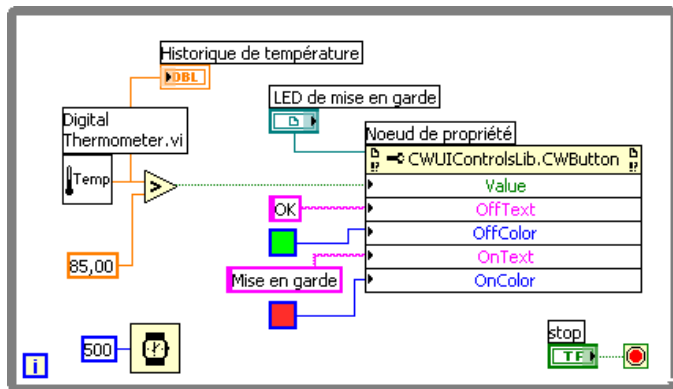 Historique de température
DBL
LED de mise en garde
Digital
Thermometer.vi
Noeud de propriété
CWUIControlsLib.CWButton
Temp
>
Value
OK
OffText
OffColor
85,00
OnText
Mise en garde
OnColor
500
stop
TF
i